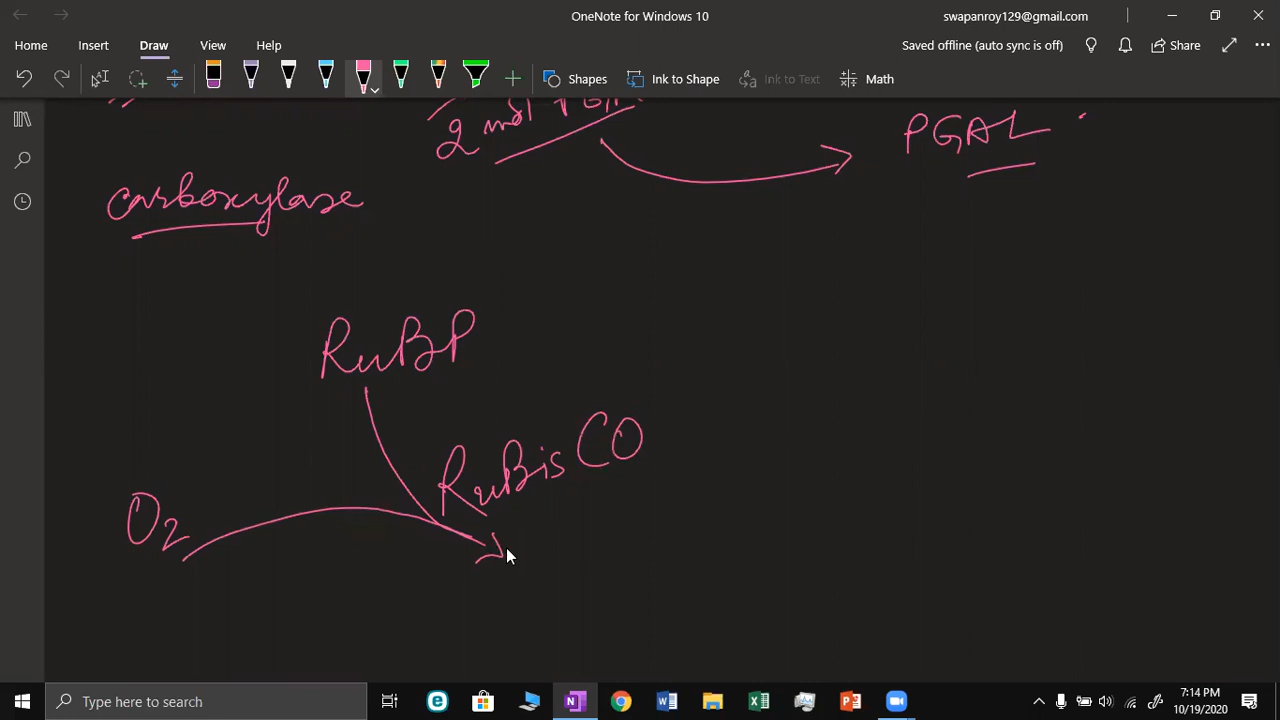 OneNote for Windows 10
swapanroy129@gmail.com
Home Insert Draw View Help
Saved offline (auto sync is off)
Share
Shapes
Ink to Shape
Ink to Text
Math
2 mol
PGAL
carboxylase
RuBP
RuBisCO
O2
Type here to search
1:14 PM
10/19/2020